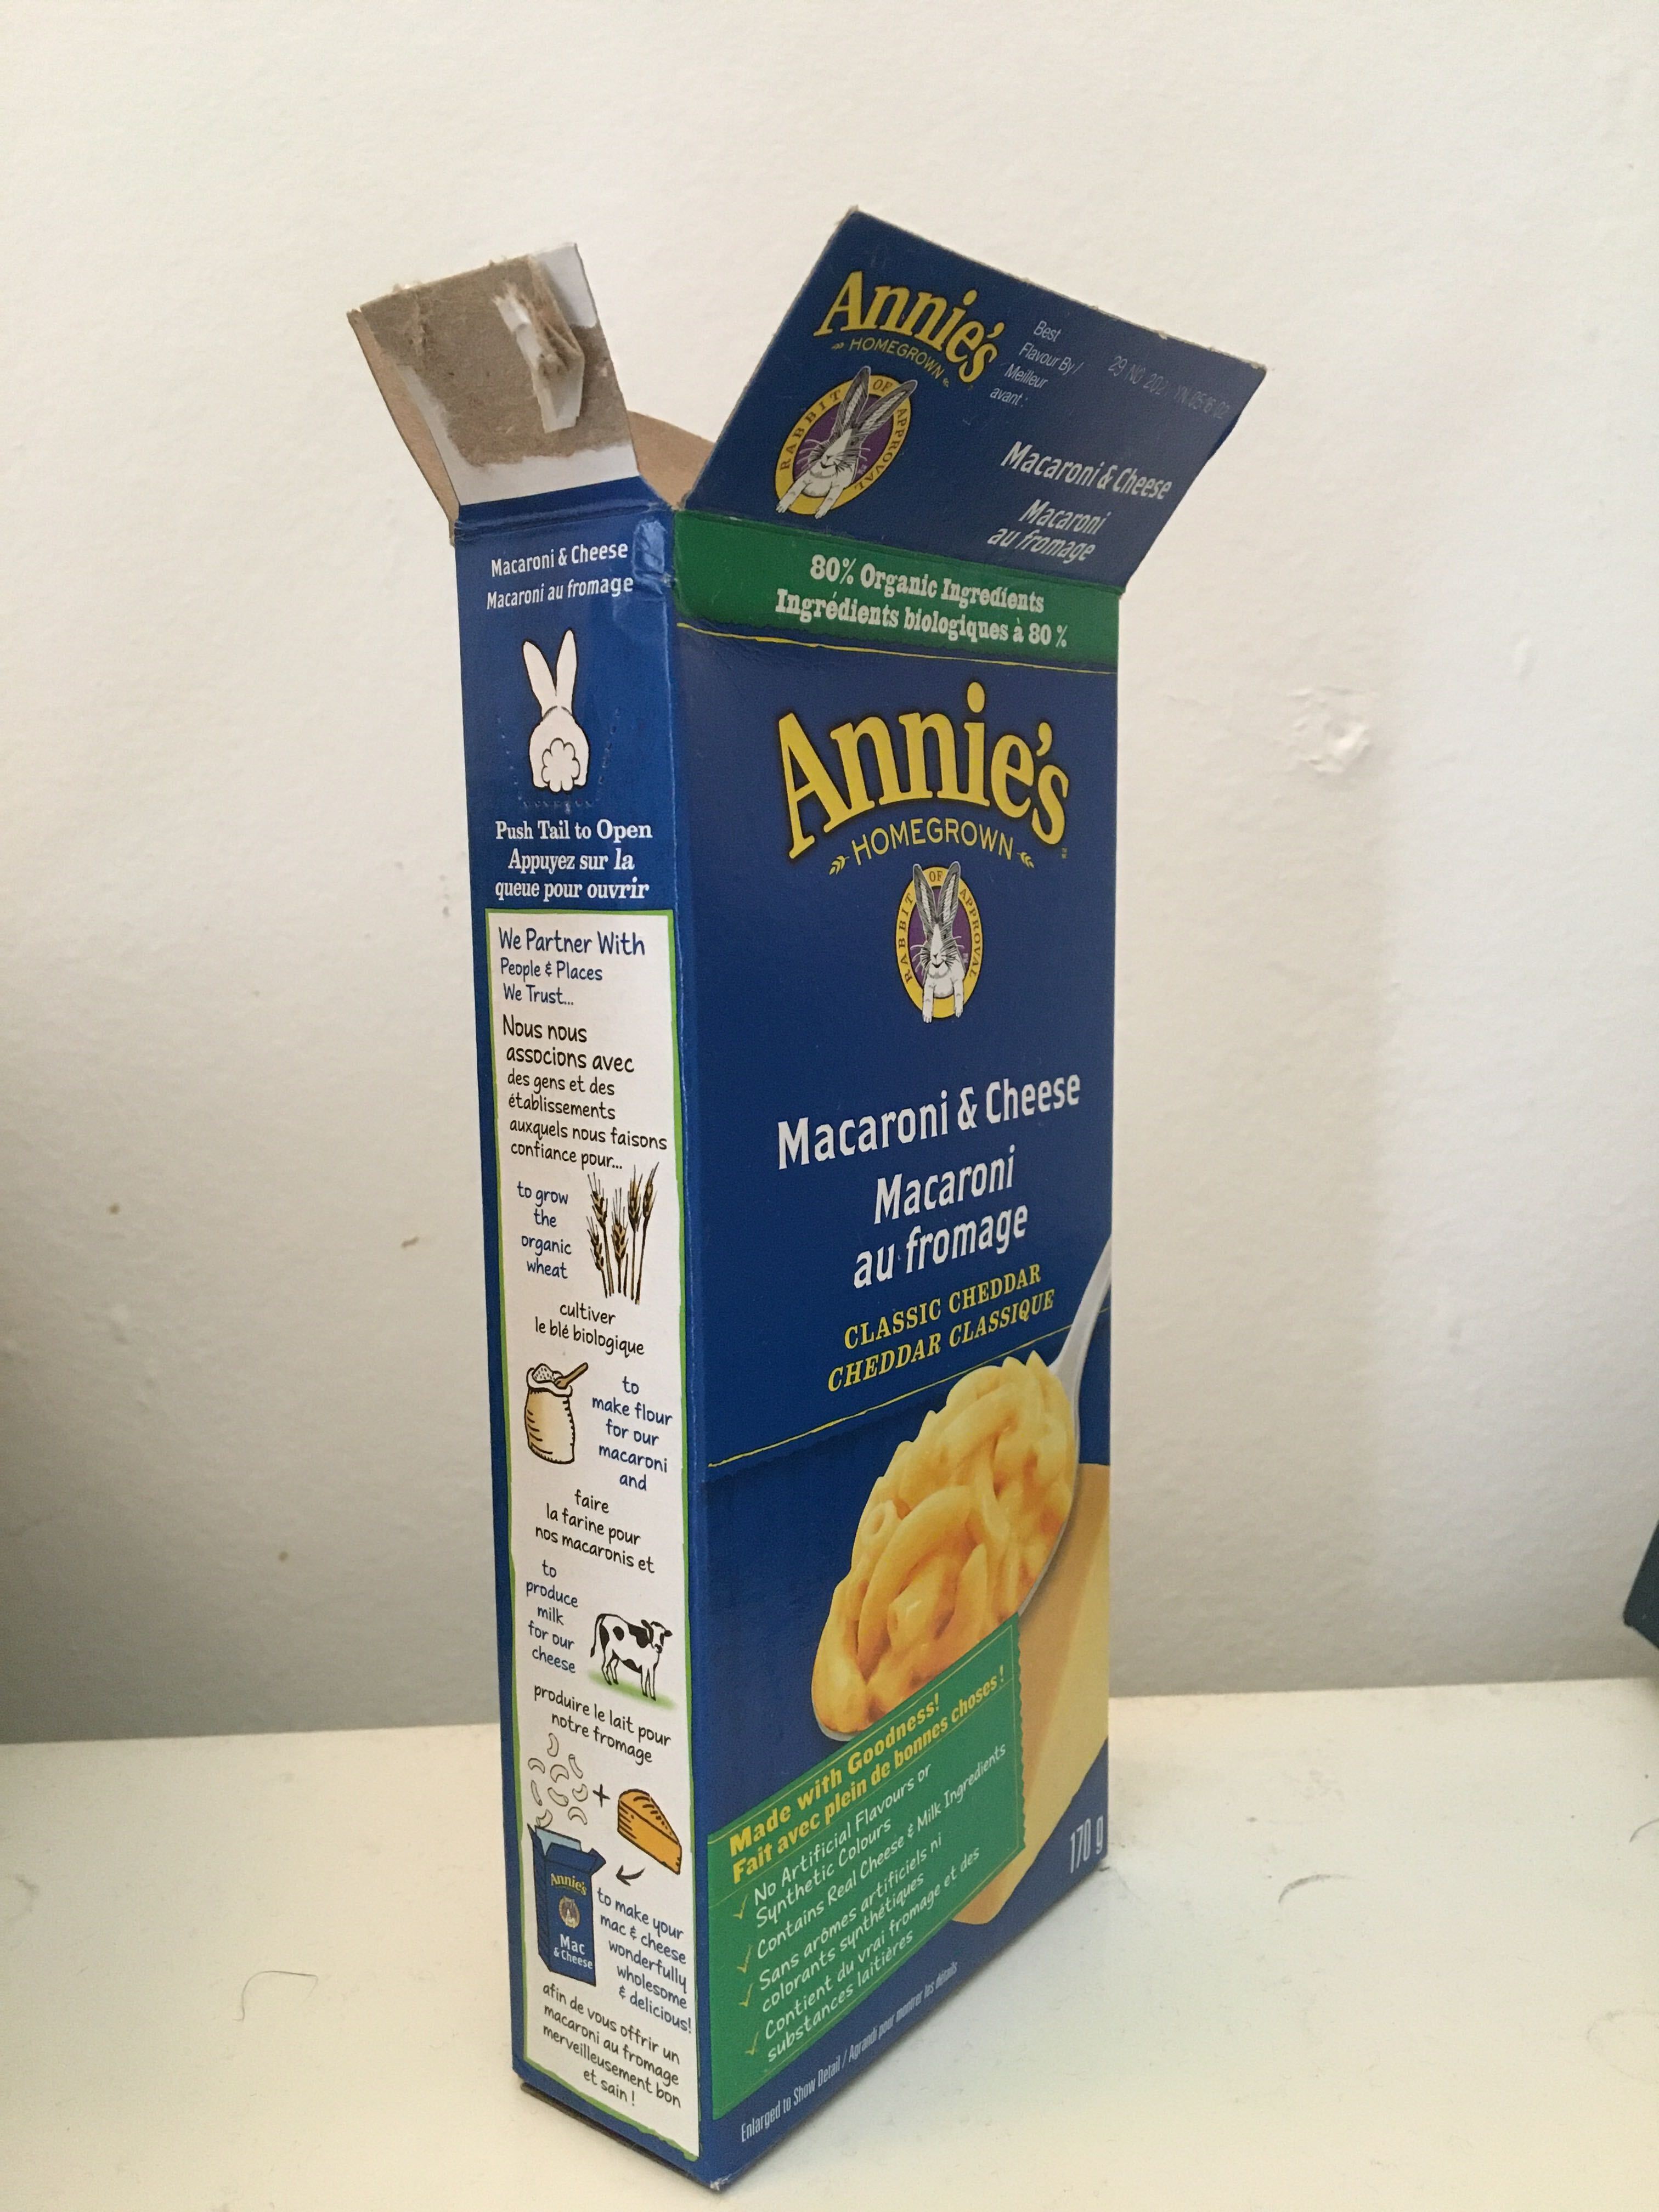 Annie's
HOMEGROWN
RABBIT OF APPROVAL
Best
Flavour By /
Meilleur
avant :
29 NO
Macaroni & Cheese
Macaroni
au fromage
80% Organic Ingredients
Ingrédients biologiques à 80 %
Annie's
HOMEGROWN
RABBIT OF APPROVAL
Macaroni & Cheese
Macaroni
au fromage
CLASSIC CHEDDAR
CHEDDAR CLASSIQUE
Made with Goodness!
Fait avec plein de bonnes choses !
No Artificial Flavours or
Synthetic Colours
Contains Real Cheese & Milk Ingredients
Sans arômes artificiels ni
colorants synthétiques
Contient du vrai fromage et des
substances laitières
170 g
Enlarged to Show Detail / Agrandi pour montrer les détails
Macaroni & Cheese
Macaroni au fromage
Push Tail to Open
Appuyez sur la
queue pour ouvrir
We Partner With
People & Places
We Trust...
Nous nous
associons avec
des gens et des
établissements
auxquels nous faisons
confiance pour...
to grow
the
organic
wheat
cultiver
le blé biologique
to
make flour
for our
macaroni
and
faire
la farine pour
nos macaronis et
to
produce
milk
for our
cheese
produire le lait pour
notre fromage
+
Annie's
Mac
& Cheese
to make your
mac & cheese
wonderfully
wholesome
& delicious!
afin de vous offrir un
macaroni au fromage
merveilleusement bon
et sain !